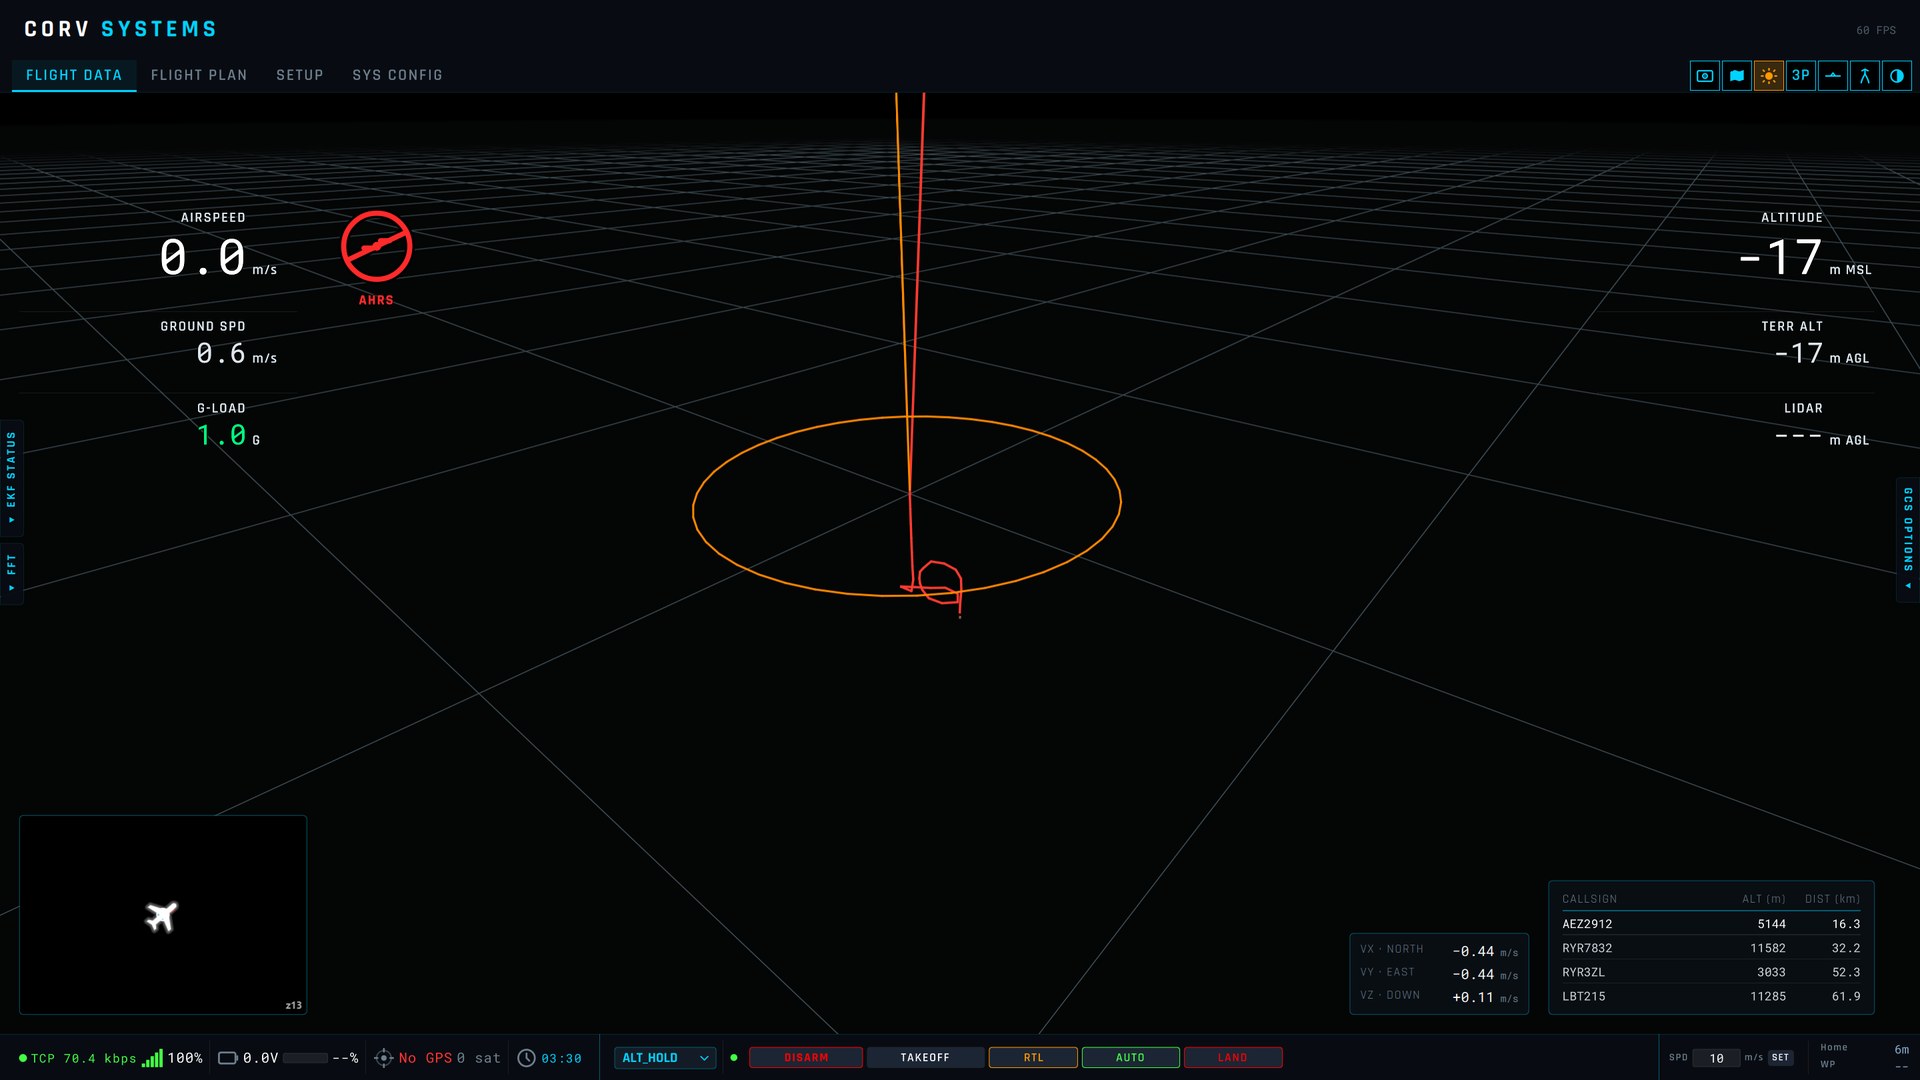 CORV SYSTEMS
60 FPS
FLIGHT DATA FLIGHT PLAN SETUP SYS CONFIG
3P
AIRSPEED
0.0 m/s
AHRS
GROUND SPD
0.6 m/s
G-LOAD
1.0 G
ALTITUDE
-17 m MSL
TERR ALT
-17 m AGL
LIDAR
--- m AGL
EKF STATUS
FFT
GCS OPTIONS
z13
VX · NORTH -0.44 m/s
VY · EAST -0.44 m/s
VZ · DOWN +0.11 m/s
CALLSIGN ALT (m) DIST (km)
AEZ2912 5144 16.3
RYR7832 11582 32.2
RYR3ZL 3033 52.3
LBT215 11285 61.9
TCP 70.4 kbps 100% 0.0V --% No GPS 0 sat 03:30 ALT_HOLD DISARM TAKEOFF RTL AUTO LAND SPD 10 m/s SET
Home 6m
WP --